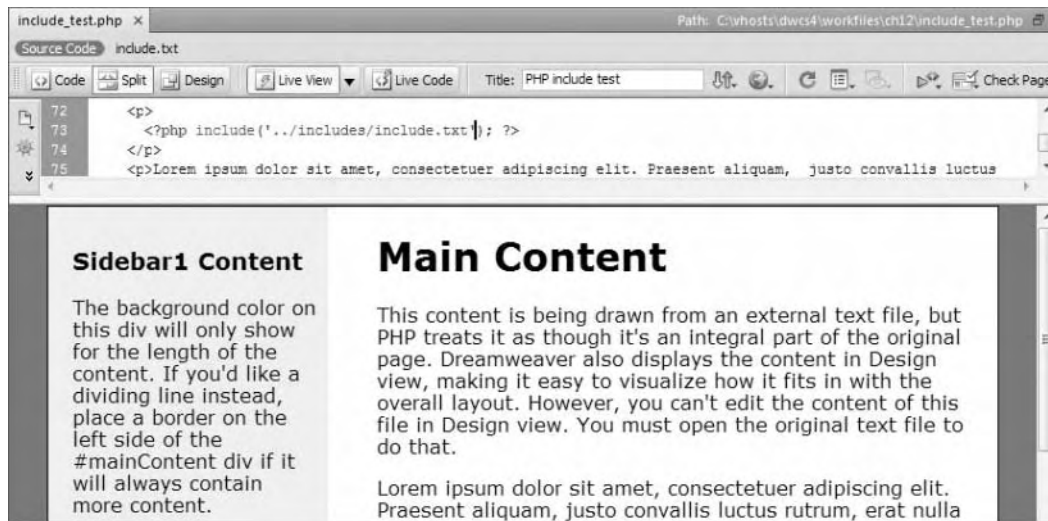 include_test.php ×
Path: C:\vhosts\dwcs4\workfiles\ch12\include_test.php
Source Code include.txt
Code Split Design Live View Live Code Title: PHP include test Check Page
72 <p>
73 <?php include('../includes/include.txt'); ?>
74 </p>
75 <p>Lorem ipsum dolor sit amet, consectetuer adipiscing elit. Praesent aliquam, justo convallis luctus
Sidebar1 Content
The background color on
this div will only show
for the length of the
content. If you'd like a
dividing line instead,
place a border on the
left side of the
#mainContent div if it
will always contain
more content.
Main Content
This content is being drawn from an external text file, but
PHP treats it as though it's an integral part of the original
page. Dreamweaver also displays the content in Design
view, making it easy to visualize how it fits in with the
overall layout. However, you can't edit the content of this
file in Design view. You must open the original text file to
do that.
Lorem ipsum dolor sit amet, consectetuer adipiscing elit.
Praesent aliquam, justo convallis luctus rutrum, erat nulla